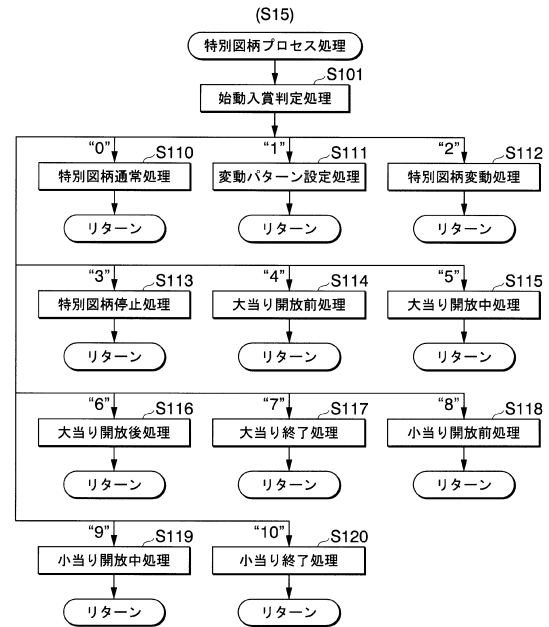 (S15)
特別図柄プロセス処理
S101
始動入賞判定処理
“0” S110 “1” S111 “2” S112
特別図柄通常処理 変動パターン設定処理 特別図柄変動処理
リターン リターン リターン
“3” S113 “4” S114 “5” S115
特別図柄停止処理 大当り開放前処理 大当り開放中処理
リターン リターン リターン
“6” S116 “7” S117 “8” S118
大当り開放後処理 大当り終了処理 小当り開放前処理
リターン リターン リターン
“9” S119 “10” S120
小当り開放中処理 小当り終了処理
リターン リターン